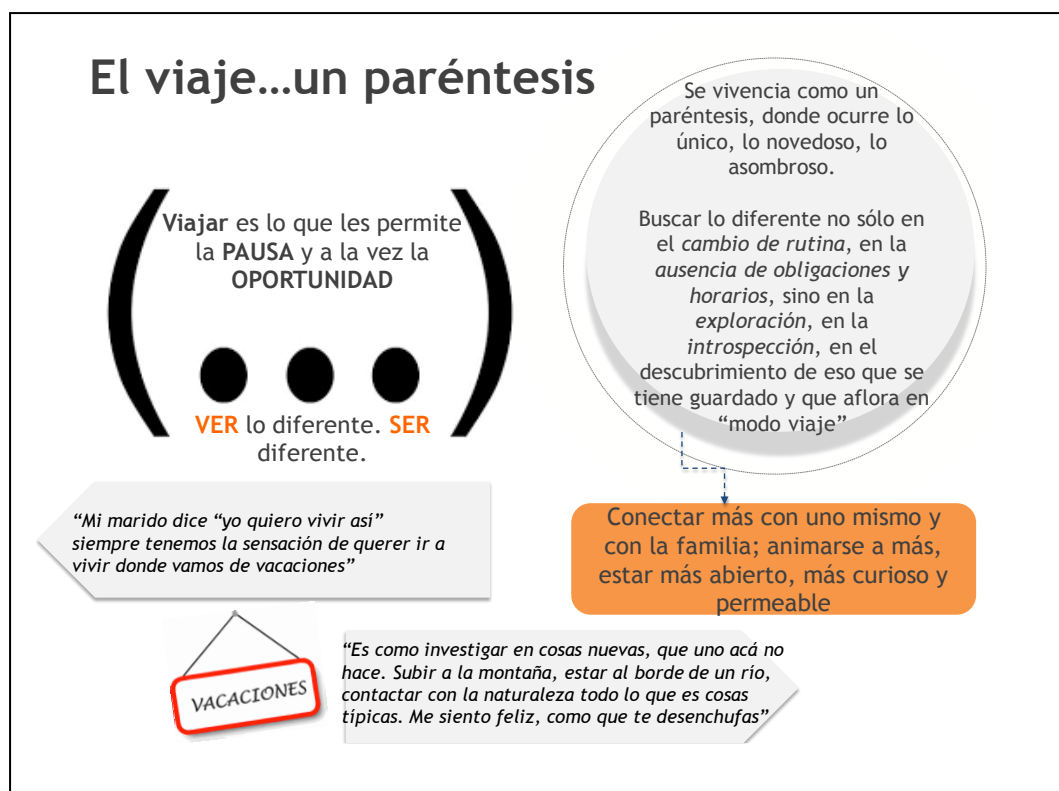 El viaje…un paréntesis
Se vivencia como un
paréntesis, donde ocurre lo
único, lo novedoso, lo
asombroso.
Buscar lo diferente no sólo en
el cambio de rutina, en la
ausencia de obligaciones y
horarios, sino en la
exploración, en la
introspección, en el
descubrimiento de eso que se
tiene guardado y que aflora en
“modo viaje”
Viajar es lo que les permite
la PAUSA y a la vez la
OPORTUNIDAD
VER lo diferente. SER
diferente.
“Mi marido dice “yo quiero vivir así”
siempre tenemos la sensación de querer ir a
vivir donde vamos de vacaciones”
Conectar más con uno mismo y
con la familia; animarse a más,
estar más abierto, más curioso y
permeable
VACACIONES
“Es como investigar en cosas nuevas, que uno acá no
hace. Subir a la montaña, estar al borde de un río,
contactar con la naturaleza todo lo que es cosas
típicas. Me siento feliz, como que te desenchufas”